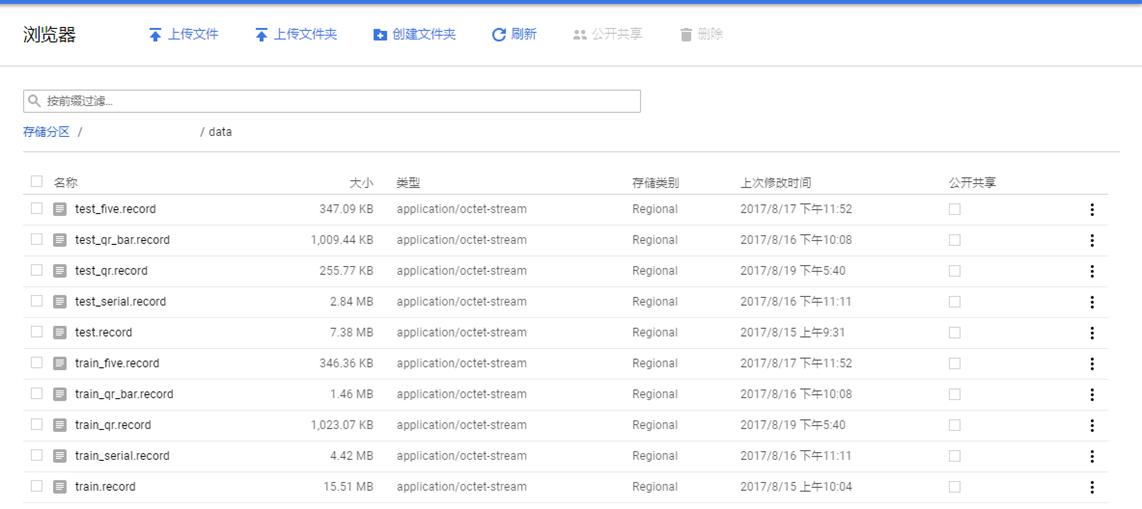 浏览器 上传文件 上传文件夹 创建文件夹 刷新 公开共享 删除
按前缀过滤...
存储分区 / / data
名称 大小 类型 存储类别 上次修改时间 公开共享
test_five.record 347.09 KB application/octet-stream Regional 2017/8/17 下午11:52
test_qr_bar.record 1,009.44 KB application/octet-stream Regional 2017/8/16 下午10:08
test_qr.record 255.77 KB application/octet-stream Regional 2017/8/19 下午5:40
test_serial.record 2.84 MB application/octet-stream Regional 2017/8/16 下午11:11
test.record 7.38 MB application/octet-stream Regional 2017/8/15 上午9:31
train_five.record 346.36 KB application/octet-stream Regional 2017/8/17 下午11:52
train_qr_bar.record 1.46 MB application/octet-stream Regional 2017/8/16 下午10:08
train_qr.record 1,023.07 KB application/octet-stream Regional 2017/8/19 下午5:40
train_serial.record 4.42 MB application/octet-stream Regional 2017/8/16 下午11:11
train.record 15.51 MB application/octet-stream Regional 2017/8/15 上午10:04